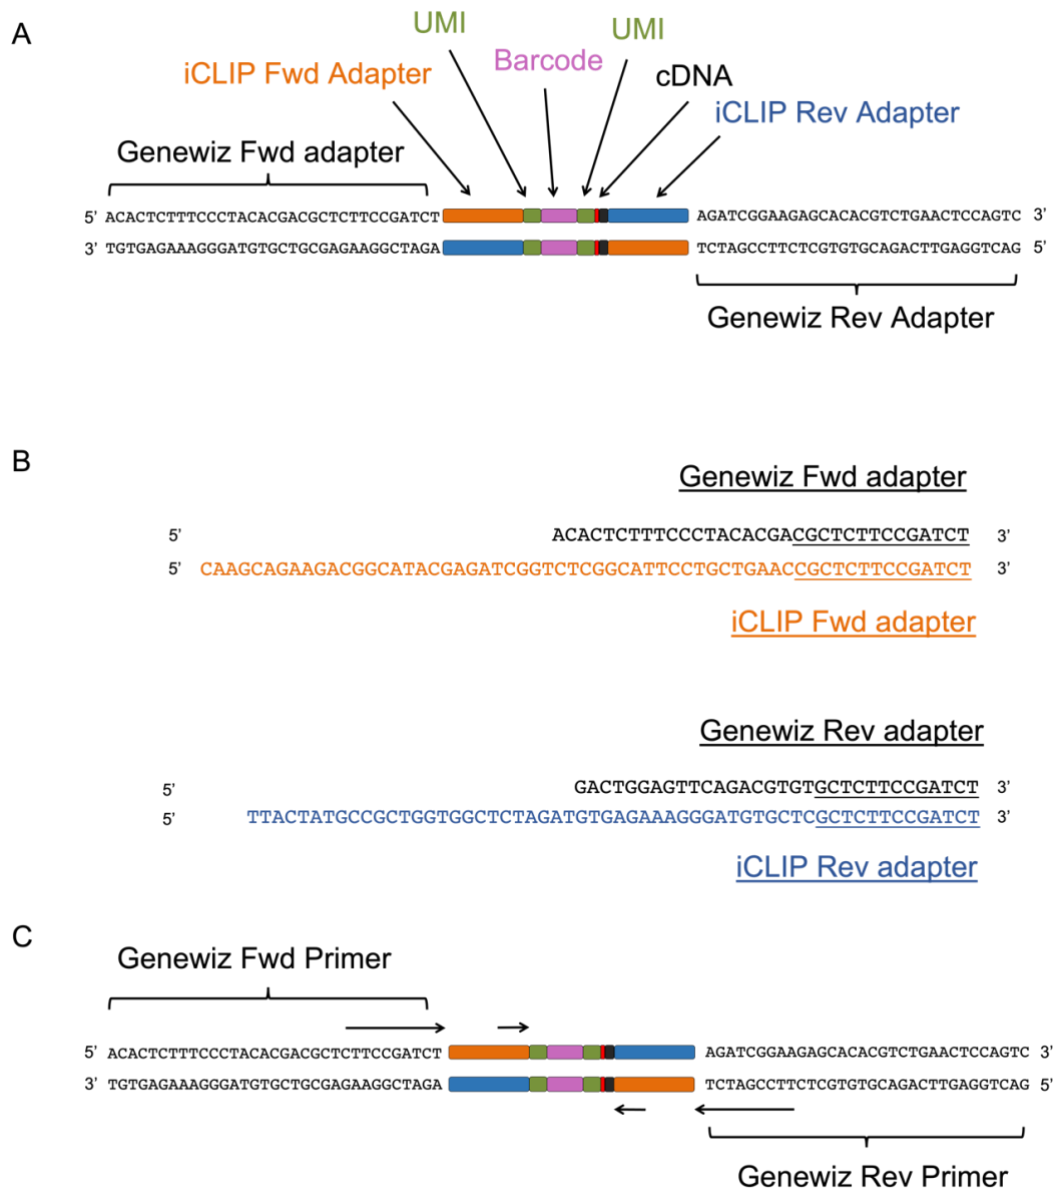 A
UMI
UMI
Barcode
iCLIP Fwd Adapter
cDNA
iCLIP Rev Adapter
Genewiz Fwd adapter
5’ ACACTCTTTCCCTACACGACGCTCTTCCGATCT AGATCGGAAGAGCACACGTCTGAACTCCAGTC 3’
3’ TGTGAGAAAGGGATGTGCTGCGAGAAGGCTAGA TCTAGCCTTCTCGTGTGCAGACTTGAGGTCAG 5’
Genewiz Rev Adapter
B
Genewiz Fwd adapter
5’ ACACTCTTTCCCTACACGACGCTCTTCCGATCT 3’
5’ CAAGCAGAAGACGGCATACGAGATCGGTCTCGGCATTCCTGCTGAACCGCTCTTCCGATCT 3’
iCLIP Fwd adapter
Genewiz Rev adapter
5’ GACTGGAGTTCAGACGTGTGCTCTTCCGATCT 3’
5’ TTACTATGCCGCTGGTGGCTCTAGATGTGAGAAAGGGATGTGCTCGCTCTTCCGATCT 3’
iCLIP Rev adapter
C
Genewiz Fwd Primer
5’ ACACTCTTTCCCTACACGACGCTCTTCCGATCT AGATCGGAAGAGCACACGTCTGAACTCCAGTC 3’
3’ TGTGAGAAAGGGATGTGCTGCGAGAAGGCTAGA TCTAGCCTTCTCGTGTGCAGACTTGAGGTCAG 5’
Genewiz Rev Primer